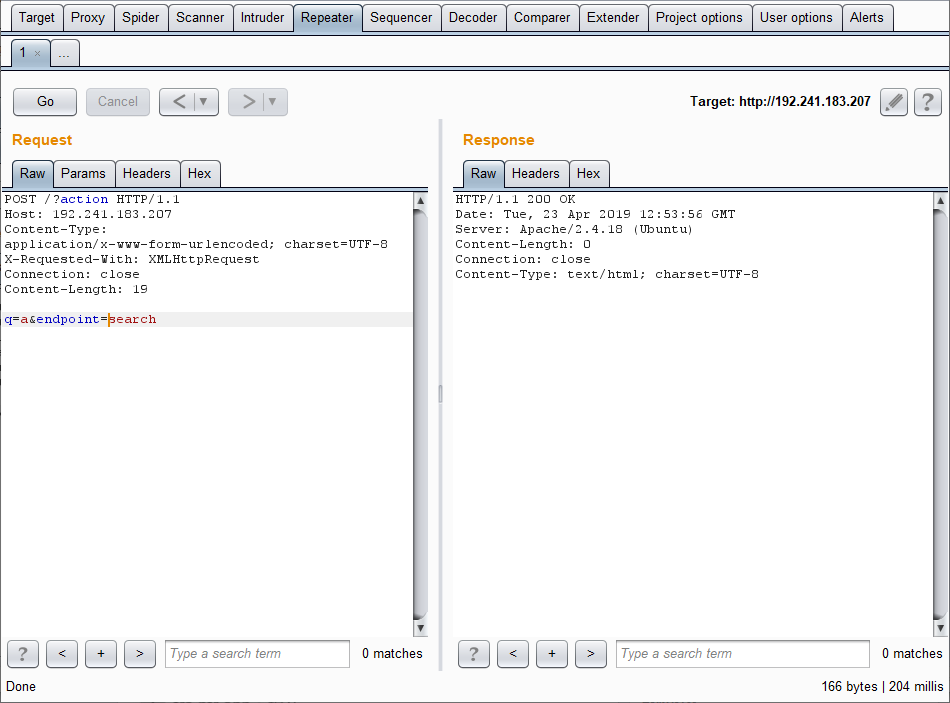 Target Proxy Spider Scanner Intruder Repeater Sequencer Decoder Comparer Extender Project options User options Alerts
1 × ...
Go Cancel < ▼ > ▼ Target: http://192.241.183.207 ?
Request
Raw Params Headers Hex
POST /?action HTTP/1.1
Host: 192.241.183.207
Content-Type:
application/x-www-form-urlencoded; charset=UTF-8
X-Requested-With: XMLHttpRequest
Connection: close
Content-Length: 19
q=a&endpoint=search
? < + > Type a search term 0 matches
Response
Raw Headers Hex
HTTP/1.1 200 OK
Date: Tue, 23 Apr 2019 12:53:56 GMT
Server: Apache/2.4.18 (Ubuntu)
Content-Length: 0
Connection: close
Content-Type: text/html; charset=UTF-8
? < + > Type a search term 0 matches
Done 166 bytes | 204 millis